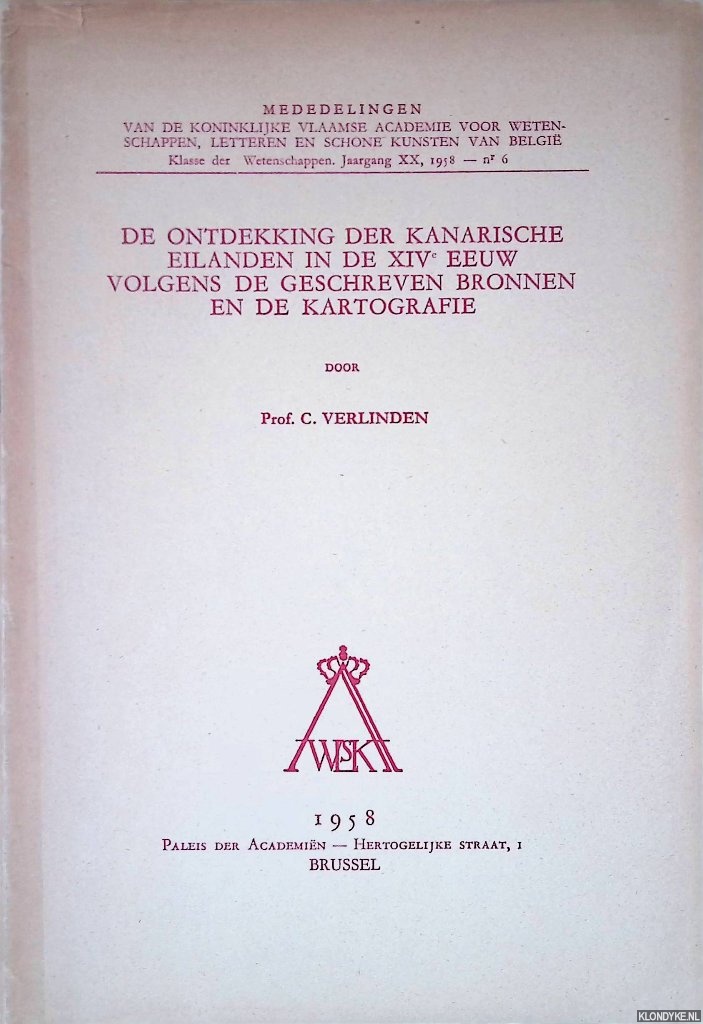 MEDEDELINGEN
VAN DE KONINKLIJKE VLAAMSE ACADEMIE VOOR WETEN-
SCHAPPEN, LETTEREN EN SCHONE KUNSTEN VAN BELGIË
Klasse der Wetenschappen. Jaargang XX, 1958 — nr 6
DE ONTDEKKING DER KANARISCHE
EILANDEN IN DE XIVe EEUW
VOLGENS DE GESCHREVEN BRONNEN
EN DE KARTOGRAFIE
DOOR
Prof. C. VERLINDEN
AWLSK
1958
PALEIS DER ACADEMIËN — HERTOGELIJKE STRAAT, 1
BRUSSEL
KLONDYKE.NL